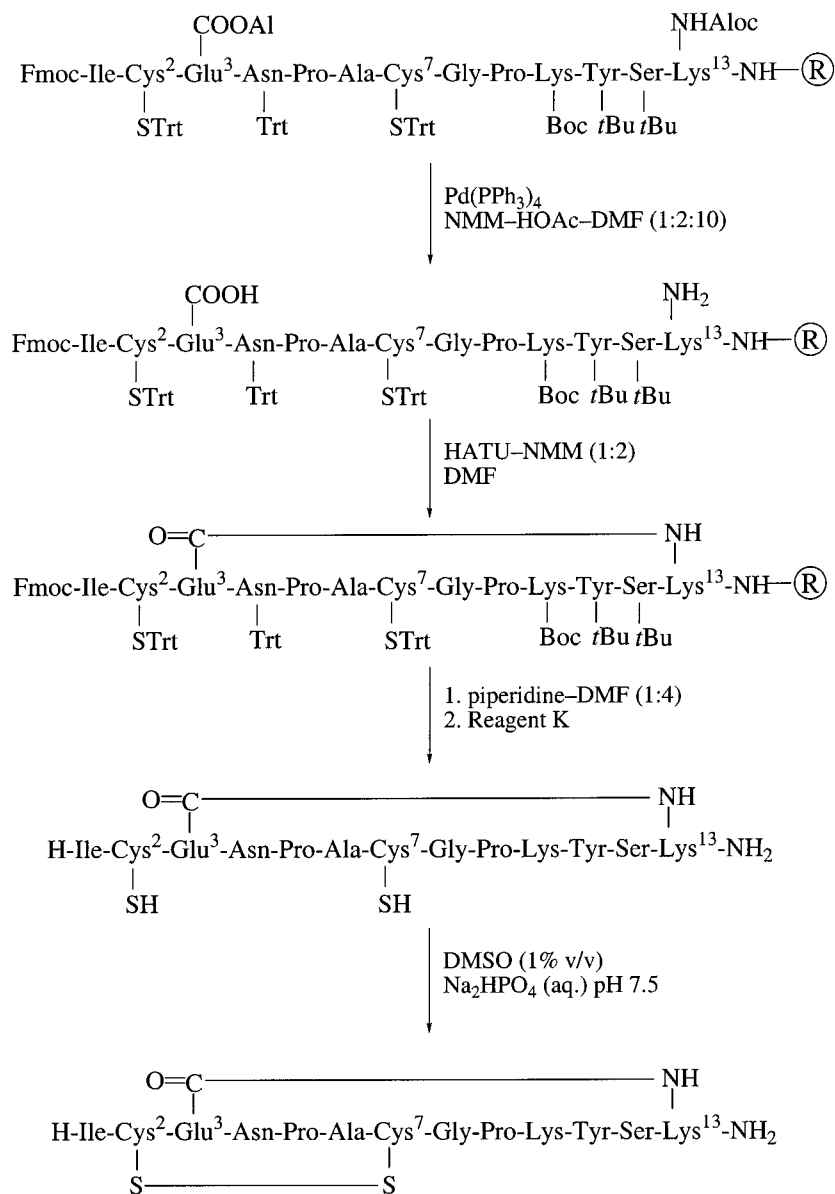 COOAl
NHAloc
Fmoc-Ile-Cys²-Glu³-Asn-Pro-Ala-Cys⁷-Gly-Pro-Lys-Tyr-Ser-Lys¹³-NH—Ⓡ
STrt Trt STrt Boc tBu tBu
Pd(PPh₃)₄
NMM–HOAc–DMF (1:2:10)
COOH
NH₂
Fmoc-Ile-Cys²-Glu³-Asn-Pro-Ala-Cys⁷-Gly-Pro-Lys-Tyr-Ser-Lys¹³-NH—Ⓡ
STrt Trt STrt Boc tBu tBu
HATU–NMM (1:2)
DMF
O=C NH
Fmoc-Ile-Cys²-Glu³-Asn-Pro-Ala-Cys⁷-Gly-Pro-Lys-Tyr-Ser-Lys¹³-NH—Ⓡ
STrt Trt STrt Boc tBu tBu
1. piperidine–DMF (1:4)
2. Reagent K
O=C NH
H-Ile-Cys²-Glu³-Asn-Pro-Ala-Cys⁷-Gly-Pro-Lys-Tyr-Ser-Lys¹³-NH₂
SH SH
DMSO (1% v/v)
Na₂HPO₄ (aq.) pH 7.5
O=C NH
H-Ile-Cys²-Glu³-Asn-Pro-Ala-Cys⁷-Gly-Pro-Lys-Tyr-Ser-Lys¹³-NH₂
S S